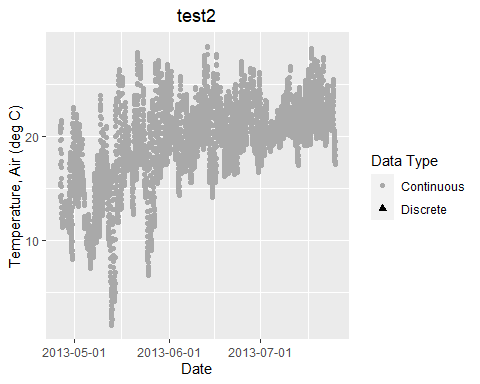 test2
Temperature, Air (deg C)
20
10
2013-05-01 2013-06-01 2013-07-01
Date
Data Type
Continuous
Discrete